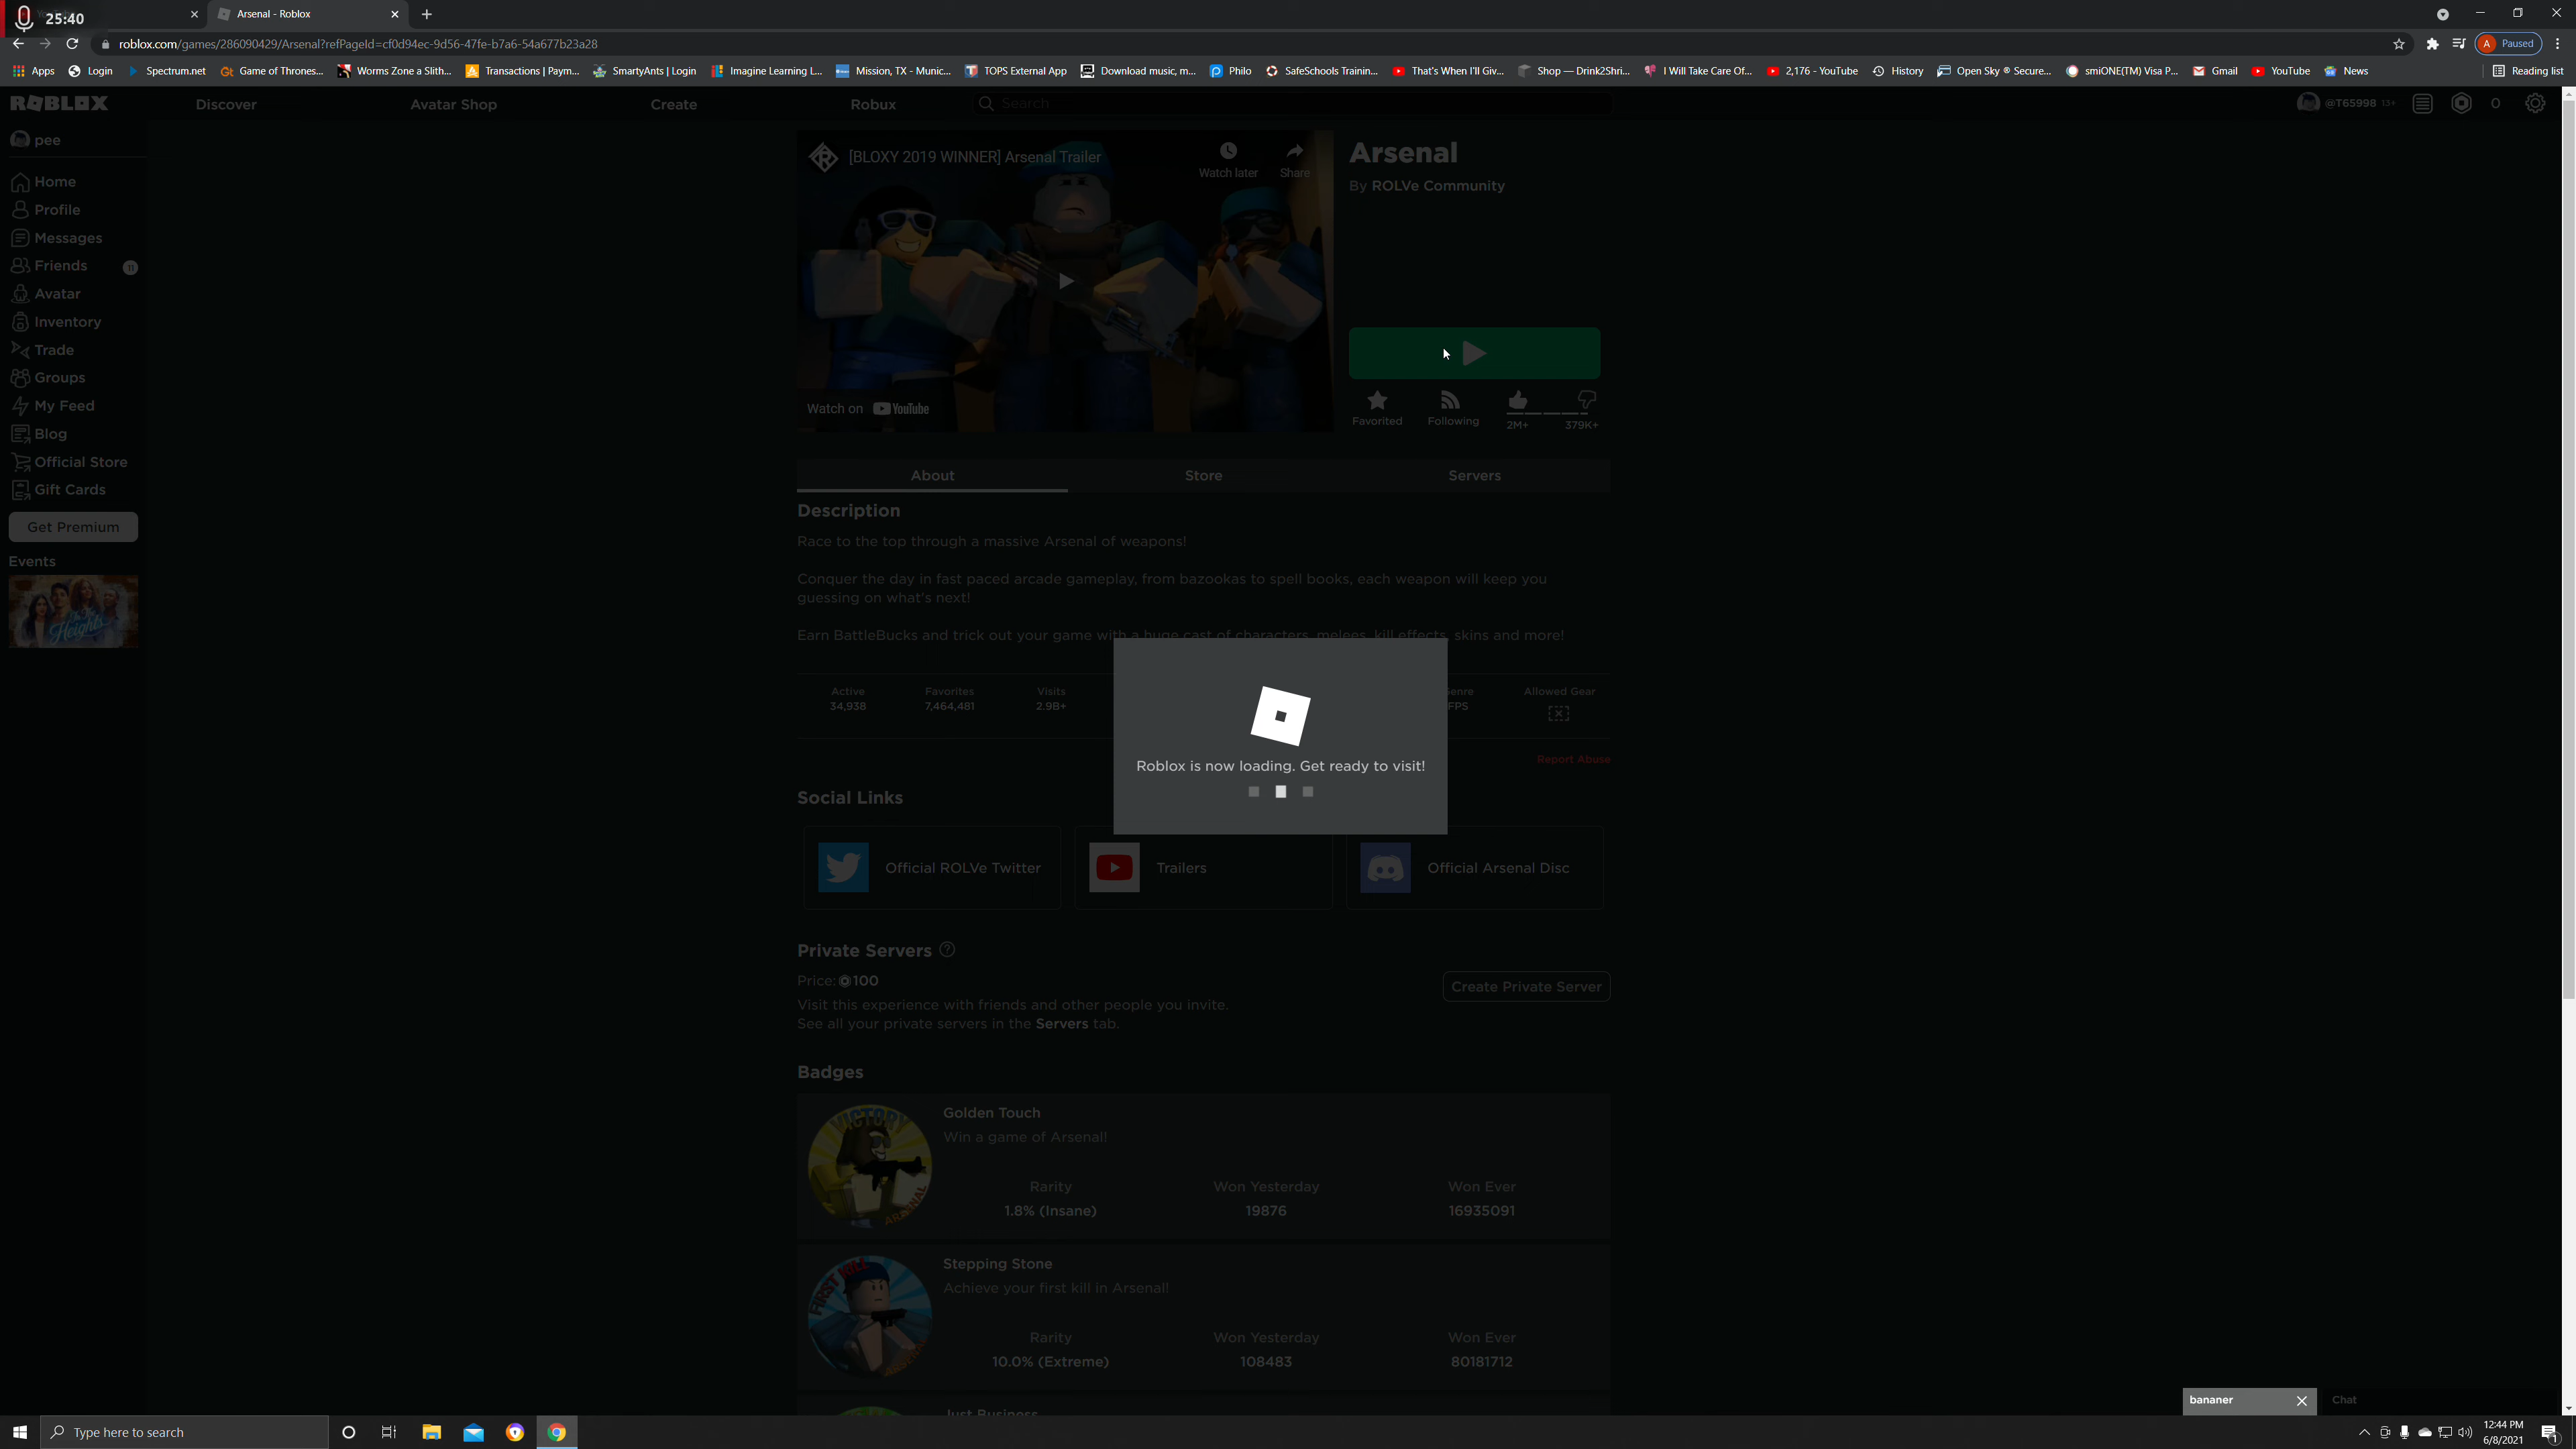 25:40
Arsenal - Roblox
roblox.com/games/286090429/Arsenal?refPageId=cf0d94ec-9d56-47fe-b7a6-54a677b23a28
A Paused
Apps Login Spectrum.net Game of Thrones... Worms Zone a Slith... Transactions | Paym... SmartyAnts | Login Imagine Learning L... Mission, TX - Munic... TOPS External App Download music, m... Philo SafeSchools Trainin... That's When I'll Giv... Shop — Drink2Shri... I Will Take Care Of... 2,176 - YouTube History Open Sky ® Secure... smiONE(TM) Visa P... Gmail YouTube News Reading list
ROBLOX Discover Avatar Shop Create Robux Search @T65998 13+ 0
pee
Home
Profile
Messages
Friends 11
Avatar
Inventory
Trade
Groups
My Feed
Blog
Official Store
Gift Cards
Get Premium
Events
Heights
[BLOXY 2019 WINNER] Arsenal Trailer
Watch later Share
Watch on YouTube
Arsenal
By ROLVe Community
Favorited Following 2M+ 379K+
About Store Servers
Description
Race to the top through a massive Arsenal of weapons!
Conquer the day in fast paced arcade gameplay, from bazookas to spell books, each weapon will keep you
guessing on what's next!
Earn BattleBucks and trick out your game with a huge cast of characters, melees, kill effects, skins and more!
Active Favorites Visits Allowed Gear
34,938 7,464,481 2.9B+ FPS
Report Abuse
Roblox is now loading. Get ready to visit!
Social Links
Official ROLVe Twitter Trailers Official Arsenal Disc
Private Servers
Price: 100
Create Private Server
Visit this experience with friends and other people you invite.
See all your private servers in the Servers tab.
Badges
VICTORY
ARSENAL
Golden Touch
Win a game of Arsenal!
Rarity Won Yesterday Won Ever
1.8% (Insane) 19876 16935091
FIRST KILL
ARSENAL
Stepping Stone
Achieve your first kill in Arsenal!
Rarity Won Yesterday Won Ever
10.0% (Extreme) 108483 80181712
Just Business
bananer Chat
Type here to search
12:44 PM
6/8/2021
1